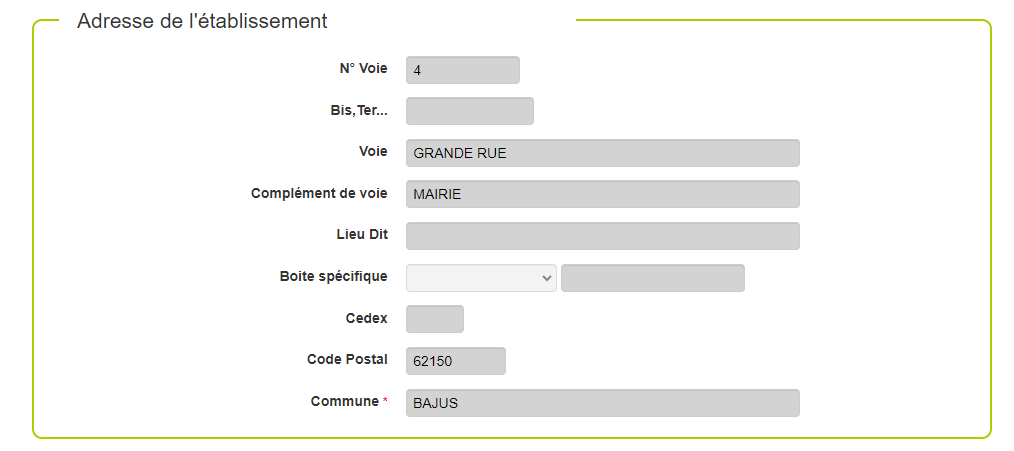 Adresse de l'établissement
N° Voie 4
Bis,Ter...
Voie GRANDE RUE
Complément de voie MAIRIE
Lieu Dit
Boite spécifique
Cedex
Code Postal 62150
Commune * BAJUS